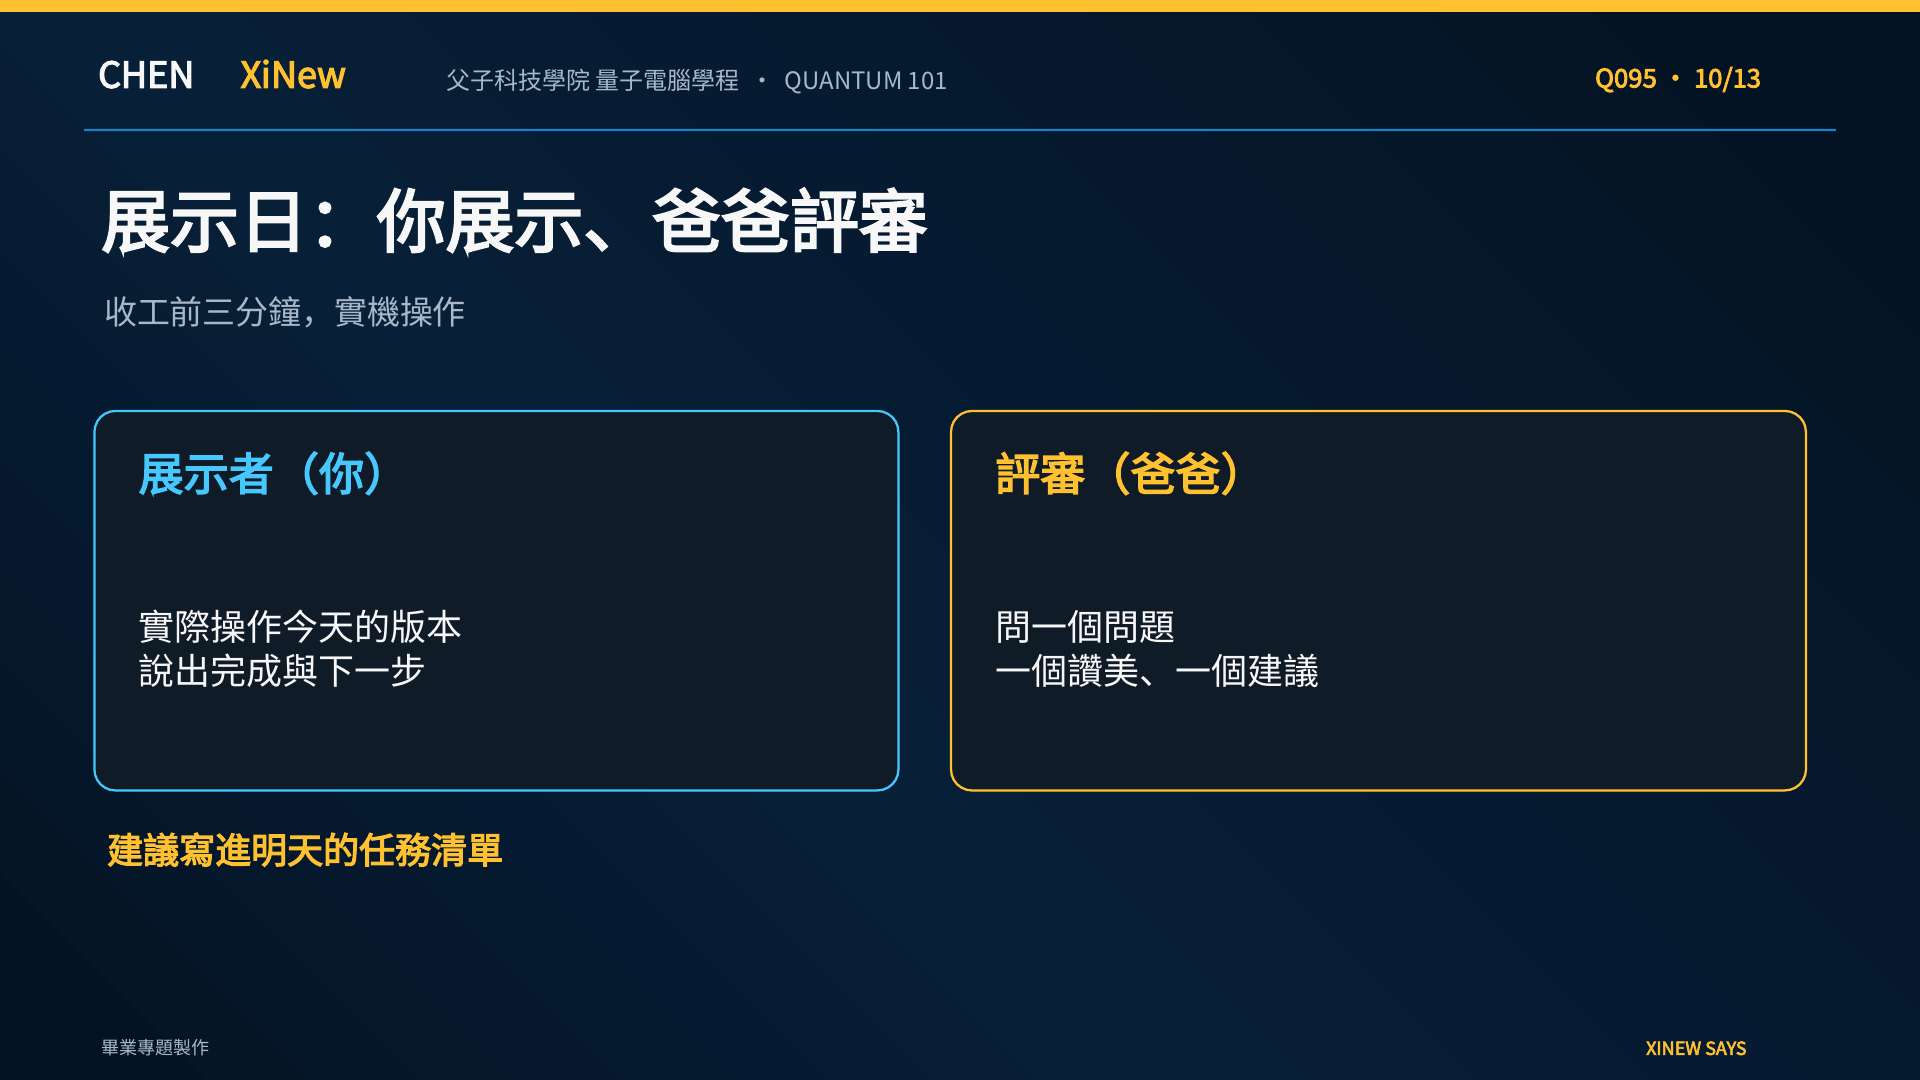 CHEN XiNew 父子科技學院 量子電腦學程 • QUANTUM 101 Q095 • 10/13
展示日：你展示、爸爸評審
收工前三分鐘，實機操作
展示者（你）
實際操作今天的版本
說出完成與下一步
評審（爸爸）
問一個問題
一個讚美、一個建議
建議寫進明天的任務清單
畢業專題製作
XINEW SAYS